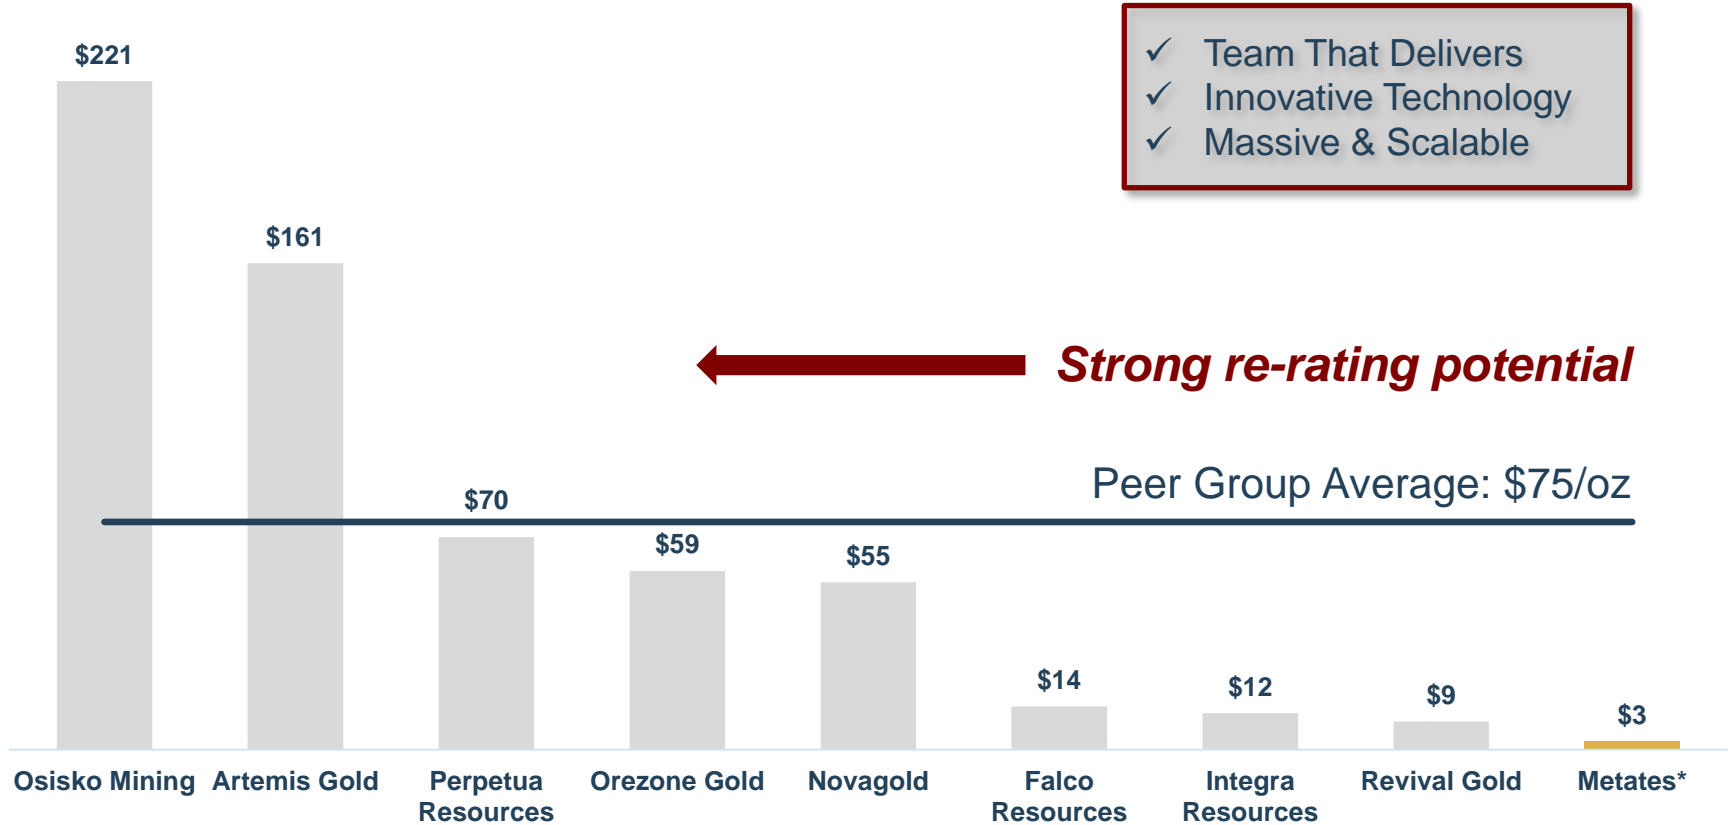 ✓ Team That Delivers
✓ Innovative Technology
✓ Massive & Scalable
$221
$161
Strong re-rating potential
Peer Group Average: $75/oz
$70
$59
$55
$14
$12
$9
$3
Osisko Mining
Artemis Gold
Perpetua
Resources
Orezone Gold
Novagold
Falco
Resources
Integra
Resources
Revival Gold
Metates*